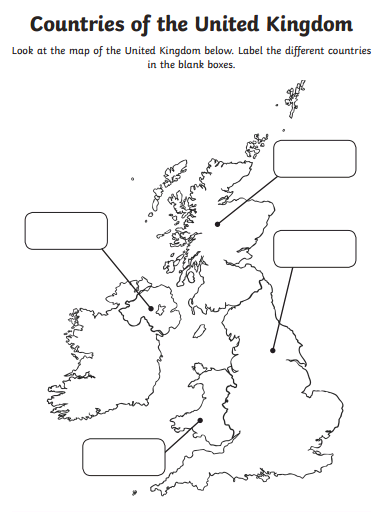 Countries of the United Kingdom
Look at the map of the United Kingdom below. Label the different countries
in the blank boxes.